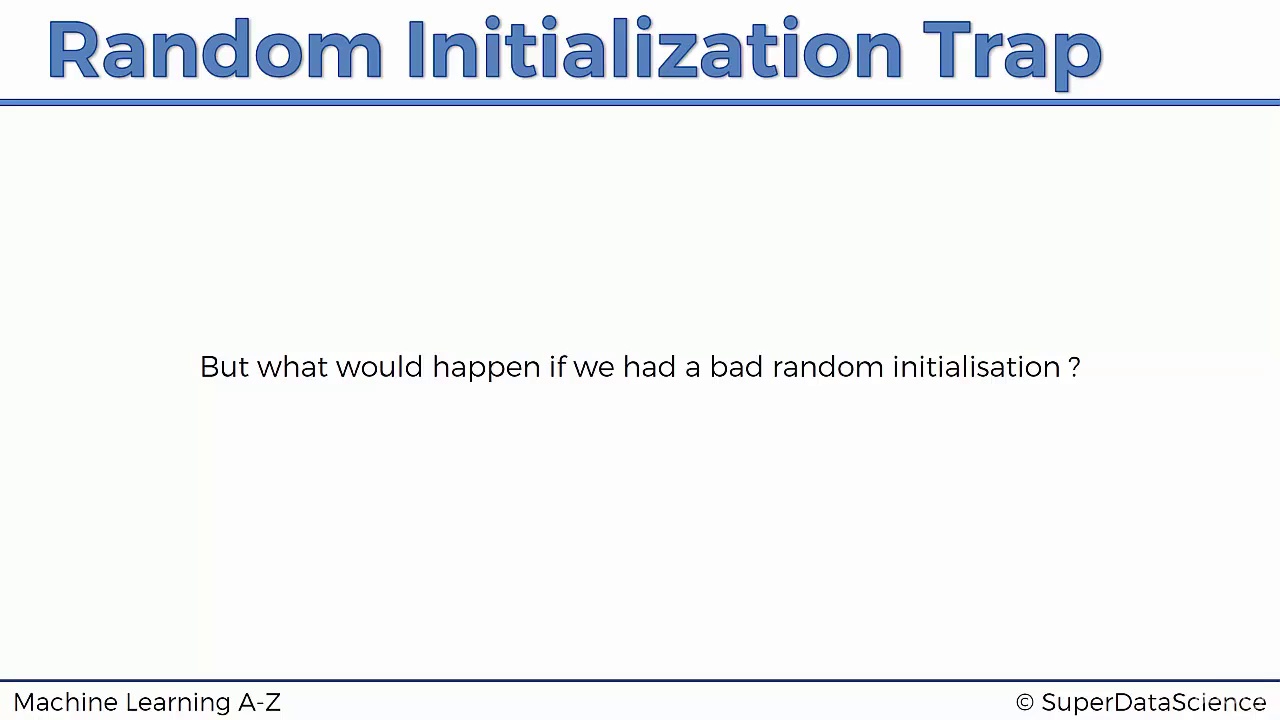 Random Initialization Trap
But what would happen if we had a bad random initialisation ?
Machine Learning A-Z
© SuperDataScience